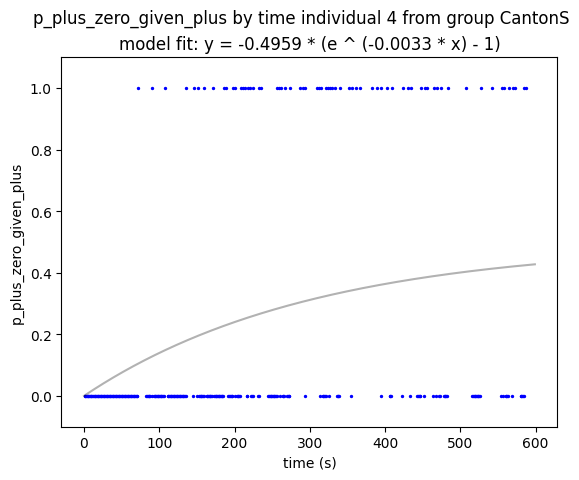 p_plus_zero_given_plus by time individual 4 from group CantonS
model fit: y = -0.4959 * (e ^ (-0.0033 * x) - 1)
1.0
0.8
0.6
0.4
0.2
0.0
p_plus_zero_given_plus
0 100 200 300 400 500 600
time (s)